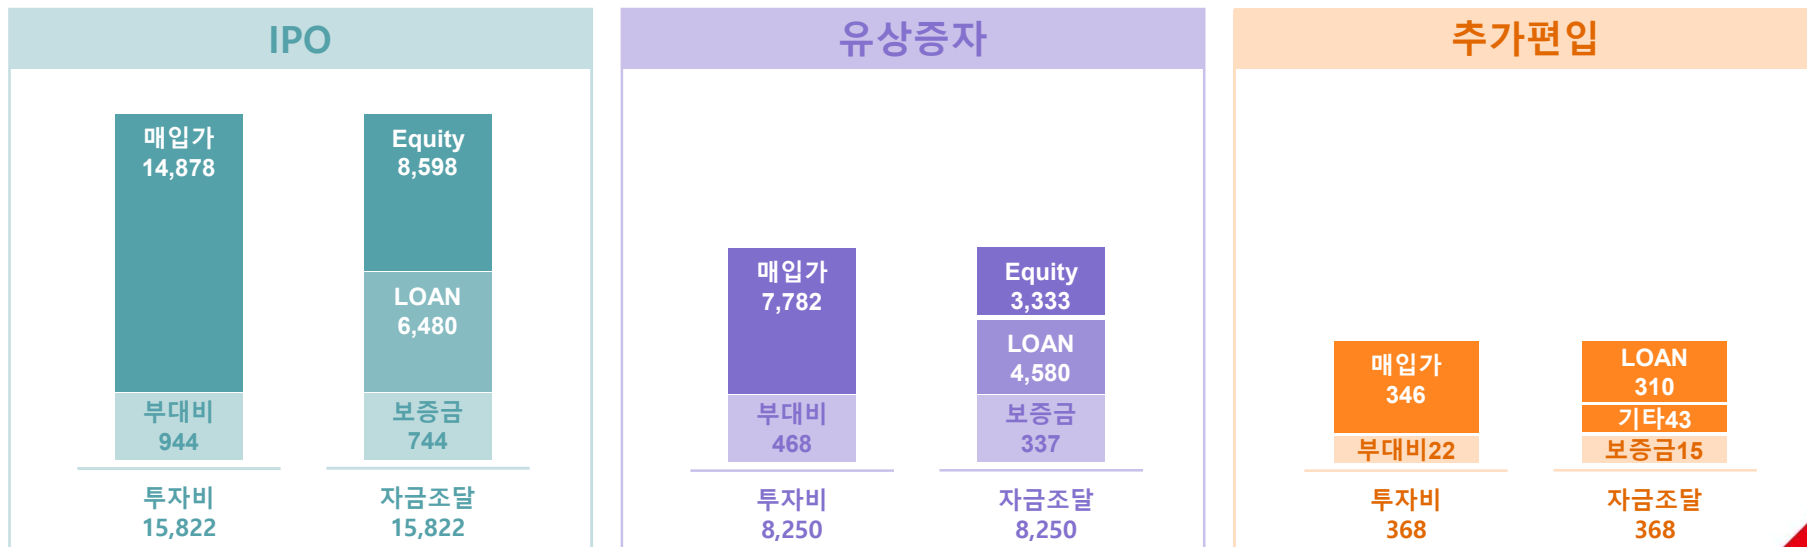 IPO
매입가
14,878
부대비
944
투자비
15,822
Equity
8,598
LOAN
6,480
보증금
744
자금조달
15,822
유상증자
매입가
7,782
부대비
468
투자비
8,250
Equity
3,333
LOAN
4,580
보증금
337
자금조달
8,250
추가편입
매입가
346
부대비22
투자비
368
LOAN
310
기타43
보증금15
자금조달
368